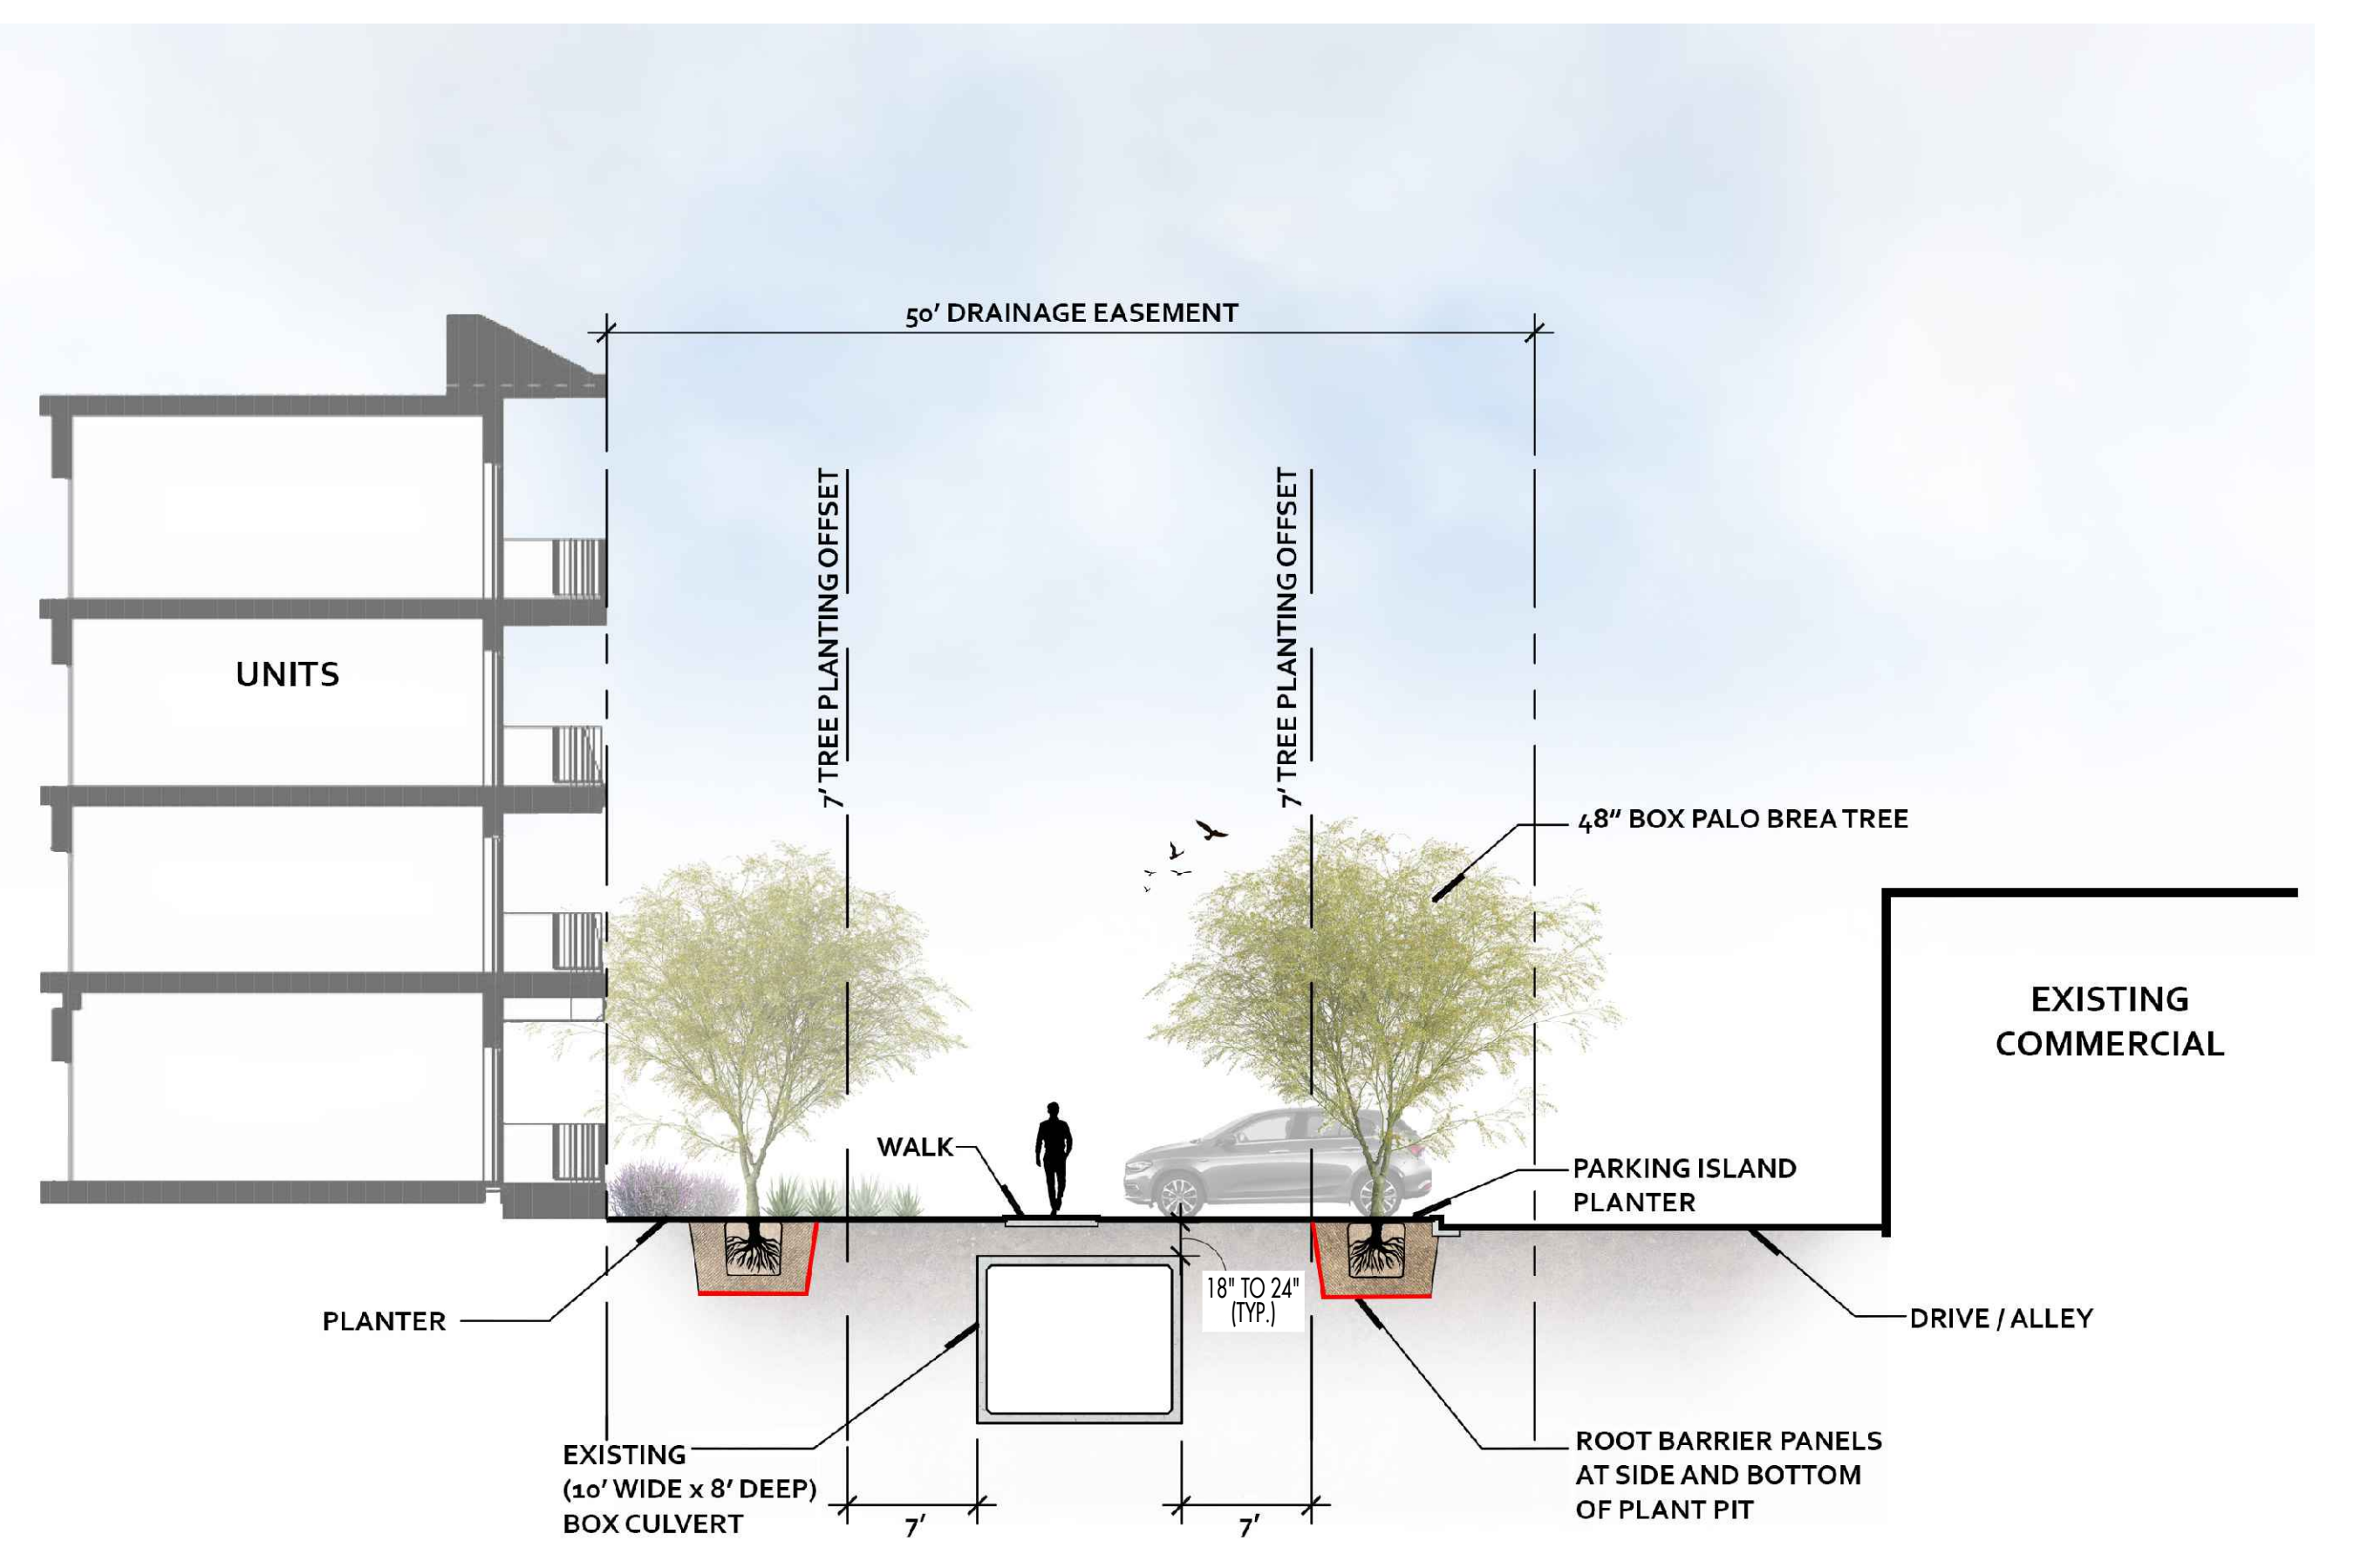 50' DRAINAGE EASEMENT
7' TREE PLANTING OFFSET
7' TREE PLANTING OFFSET
UNITS
48" BOX PALO BREA TREE
EXISTING
COMMERCIAL
WALK
PARKING ISLAND
PLANTER
18" TO 24"
(TYP.)
PLANTER
DRIVE / ALLEY
EXISTING
(10' WIDE x 8' DEEP)
BOX CULVERT
ROOT BARRIER PANELS
AT SIDE AND BOTTOM
OF PLANT PIT
7'
7'